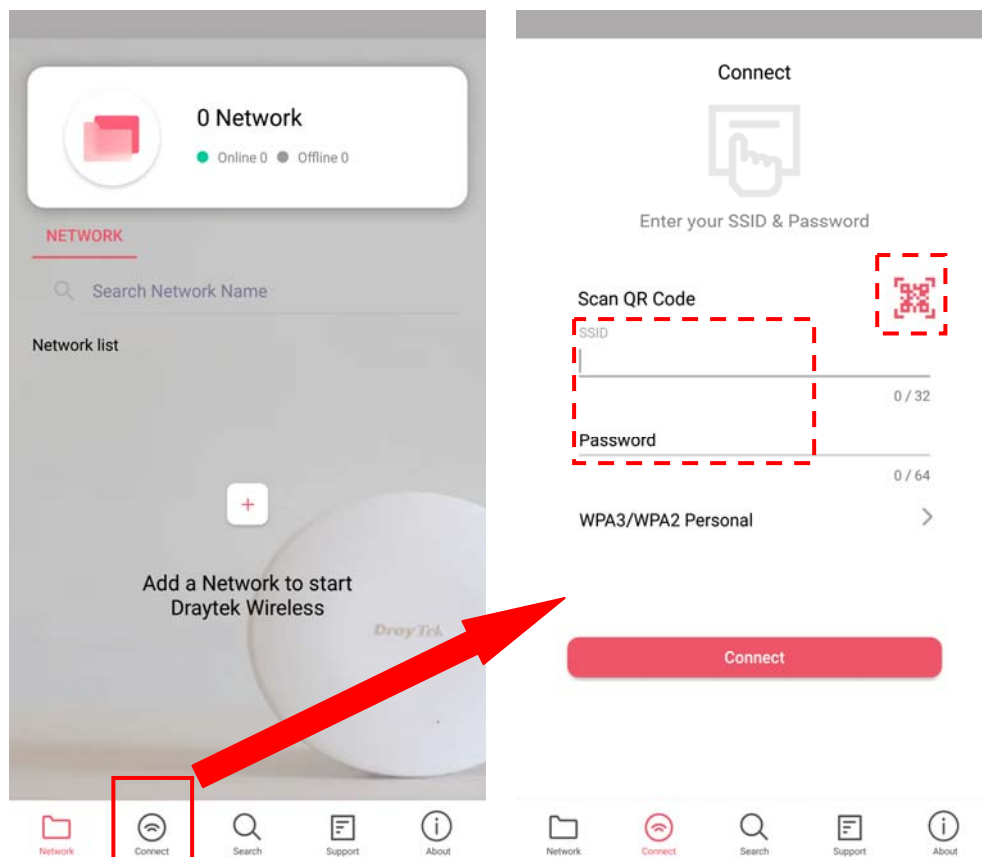 0 Network
Online 0 Offline 0
NETWORK
Search Network Name
Network list
+
Add a Network to start
Draytek Wireless
DrayTek
Network Connect Search Support About
Connect
Enter your SSID & Password
Scan QR Code
SSID
0 / 32
Password
0 / 64
WPA3/WPA2 Personal
Connect
Network Connect Search Support About